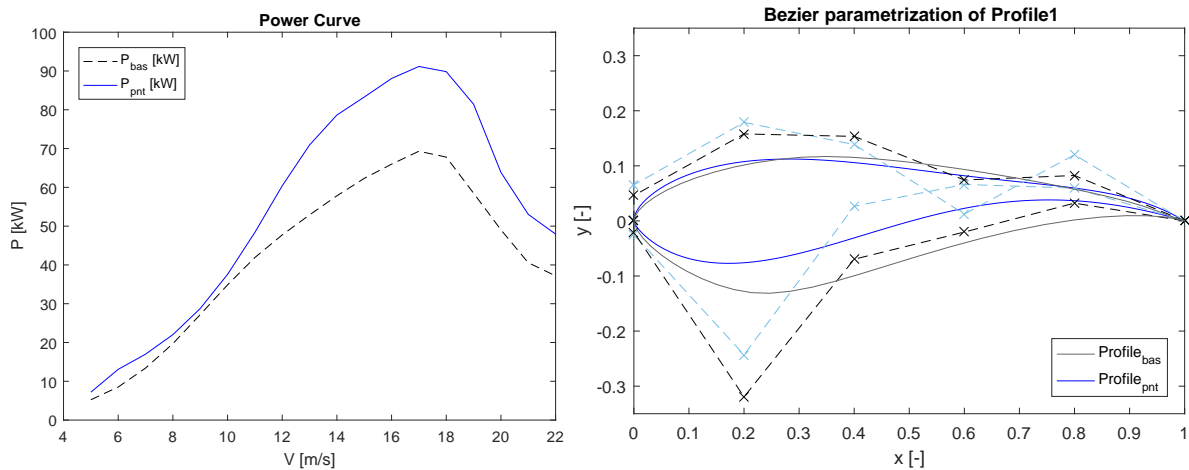 Power Curve
P_bas [kW]
P_pnt [kW]
100
90
80
70
60
50
40
30
20
10
0
P [kW]
4 6 8 10 12 14 16 18 20 22
V [m/s]
Bezier parametrization of Profile1
0.3
0.2
0.1
0
-0.1
-0.2
-0.3
y [-]
Profile_bas
Profile_pnt
0 0.1 0.2 0.3 0.4 0.5 0.6 0.7 0.8 0.9 1
x [-]